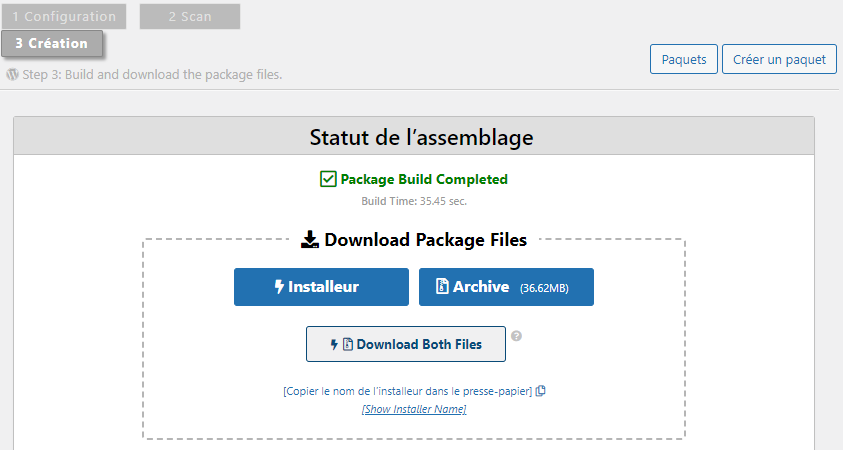 1 Configuration
2 Scan
3 Création
Step 3: Build and download the package files.
Paquets
Créer un paquet
Statut de l'assemblage
Package Build Completed
Build Time: 35.45 sec.
Download Package Files
Installeur
Archive (36.62MB)
Download Both Files
?
[Copier le nom de l'installeur dans le presse-papier]
[Show Installer Name]